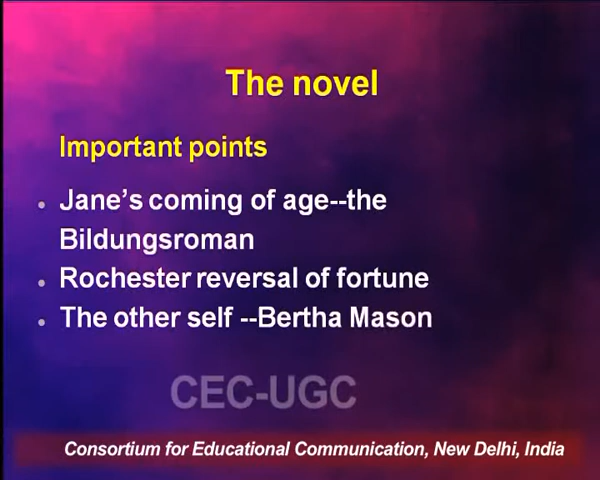 The novel
Important points
Jane's coming of age--the
Bildungsroman
Rochester reversal of fortune
The other self --Bertha Mason
CEC-UGC
Consortium for Educational Communication, New Delhi, India